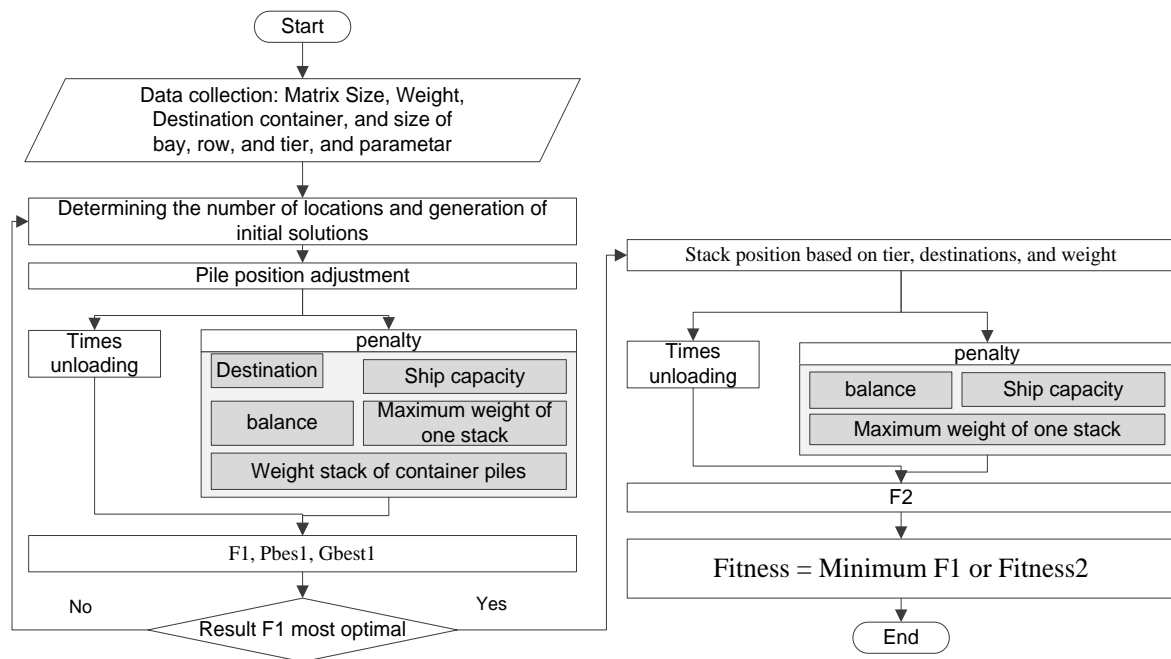 Start
Data collection: Matrix Size, Weight,
Destination container, and size of
bay, row, and tier, and parametar
Determining the number of locations and generation of
initial solutions
Pile position adjustment
Times
unloading
penalty
Destination
Ship capacity
balance
Maximum weight of
one stack
Weight stack of container piles
F1, Pbes1, Gbest1
No
Yes
Result F1 most optimal
Stack position based on tier, destinations, and weight
Times
unloading
penalty
balance
Ship capacity
Maximum weight of one stack
F2
Fitness = Minimum F1 or Fitness2
End